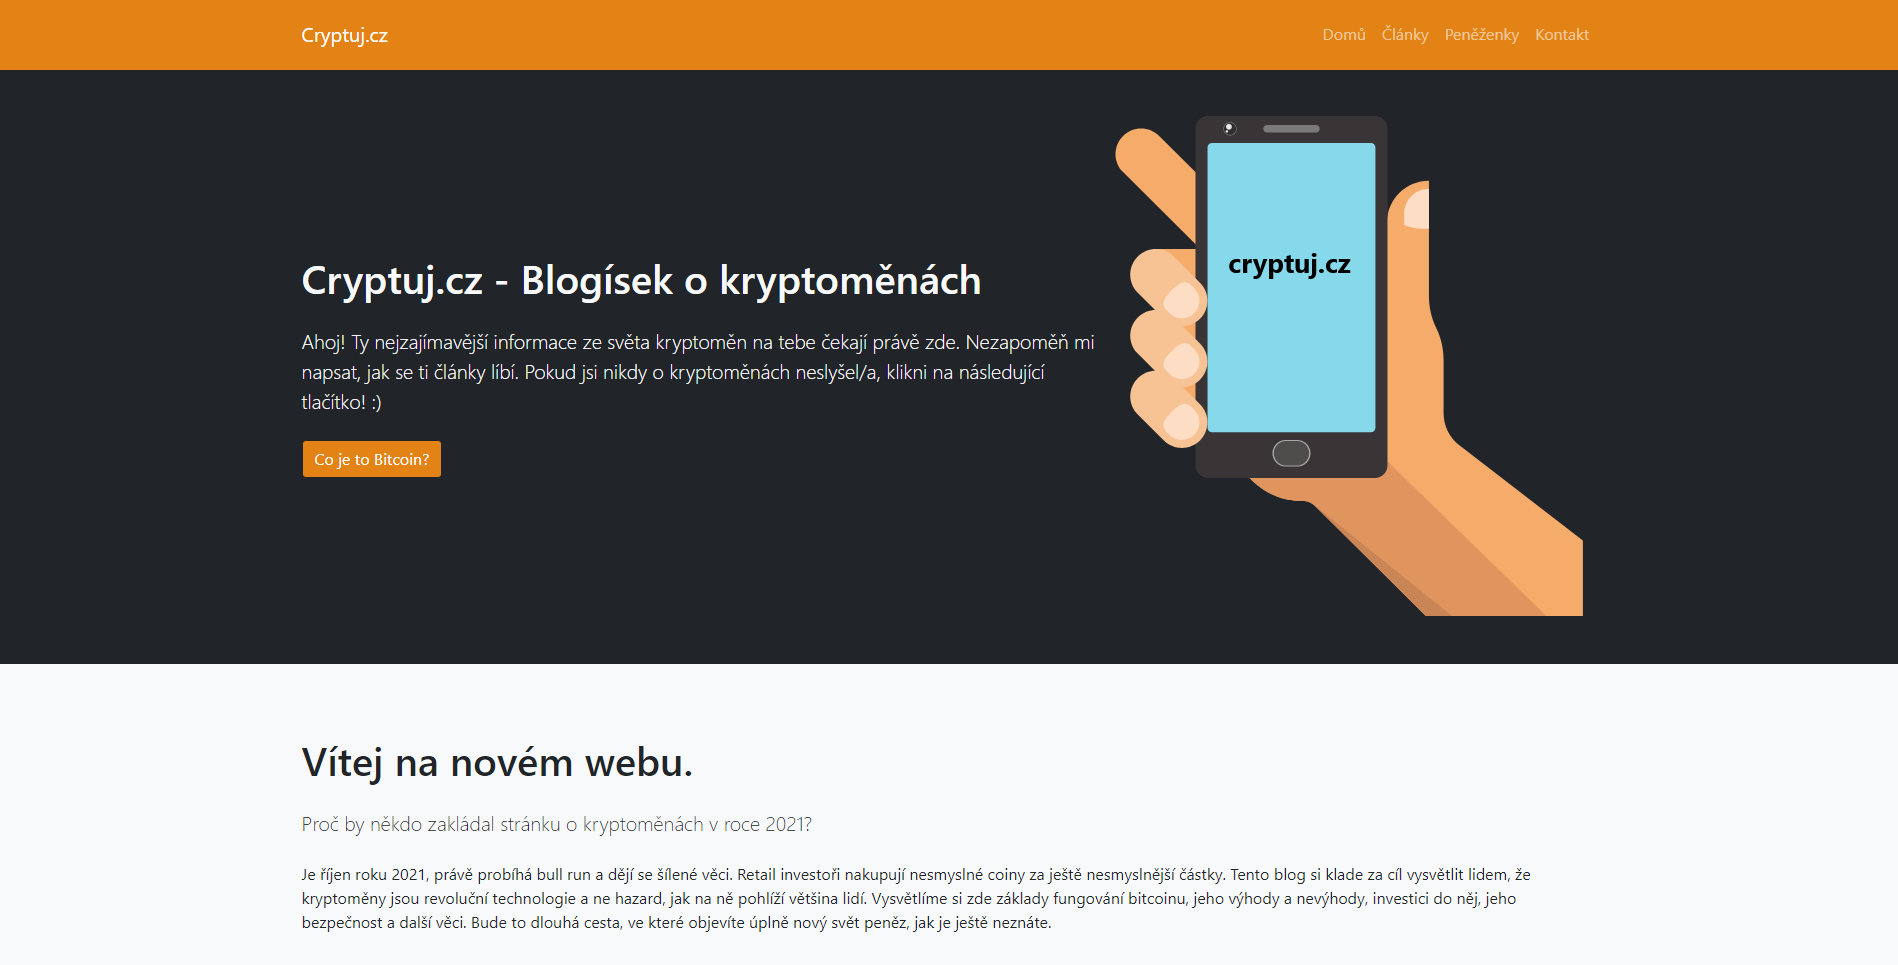 Cryptuj.cz
Domů Články Peněženky Kontakt
cryptuj.cz
Cryptuj.cz - Blogísek o kryptoměnách
Ahoj! Ty nejzajímavější informace ze světa kryptoměn na tebe čekají právě zde. Nezapoměň mi
napsat, jak se ti články líbí. Pokud jsi nikdy o kryptoměnách neslyšel/a, klikni na následující
tlačítko! :)
Co je to Bitcoin?
Vítej na novém webu.
Proč by někdo zakládal stránku o kryptoměnách v roce 2021?
Je říjen roku 2021, právě probíhá bull run a dějí se šílené věci. Retail investoři nakupují nesmyslné coiny za ještě nesmyslnější částky. Tento blog si klade za cíl vysvětlit lidem, že
kryptoměny jsou revoluční technologie a ne hazard, jak na ně pohlíží většina lidí. Vysvětlíme si zde základy fungování bitcoinu, jeho výhody a nevýhody, investici do něj, jeho
bezpečnost a další věci. Bude to dlouhá cesta, ve které objevíte úplně nový svět peněz, jak je ještě neznáte.